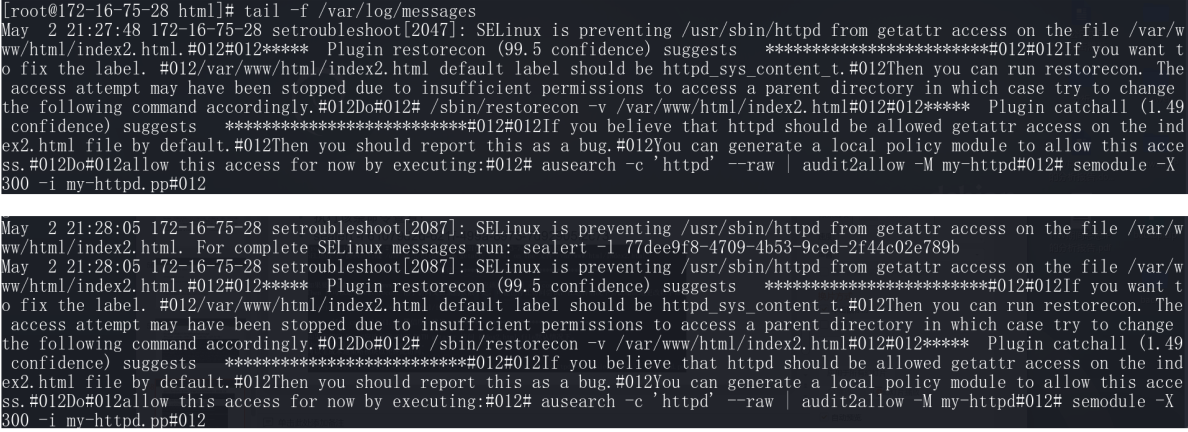 [root@172-16-75-28 html]# tail -f /var/log/messages
May  2 21:27:48 172-16-75-28 setroubleshoot[2047]: SELinux is preventing /usr/sbin/httpd from getattr access on the file /var/w
ww/html/index2.html.#012#012*****  Plugin restorecon (99.5 confidence) suggests   ************************#012#012If you want t
o fix the label. #012/var/www/html/index2.html default label should be httpd_sys_content_t.#012Then you can run restorecon. The
 access attempt may have been stopped due to insufficient permissions to access a parent directory in which case try to change 
the following command accordingly.#012Do#012# /sbin/restorecon -v /var/www/html/index2.html#012#012*****  Plugin catchall (1.49
 confidence) suggests   **************************#012#012If you believe that httpd should be allowed getattr access on the ind
ex2.html file by default.#012Then you should report this as a bug.#012You can generate a local policy module to allow this acce
ss.#012Do#012allow this access for now by executing:#012# ausearch -c 'httpd' --raw | audit2allow -M my-httpd#012# semodule -X 
300 -i my-httpd.pp#012
May  2 21:28:05 172-16-75-28 setroubleshoot[2087]: SELinux is preventing /usr/sbin/httpd from getattr access on the file /var/w
ww/html/index2.html. For complete SELinux messages run: sealert -l 77dee9f8-4709-4b53-9ced-2f44c02e789b
May  2 21:28:05 172-16-75-28 setroubleshoot[2087]: SELinux is preventing /usr/sbin/httpd from getattr access on the file /var/w
ww/html/index2.html.#012#012*****  Plugin restorecon (99.5 confidence) suggests   ************************#012#012If you want t
o fix the label. #012/var/www/html/index2.html default label should be httpd_sys_content_t.#012Then you can run restorecon. The
 access attempt may have been stopped due to insufficient permissions to access a parent directory in which case try to change 
the following command accordingly.#012Do#012# /sbin/restorecon -v /var/www/html/index2.html#012#012*****  Plugin catchall (1.49
 confidence) suggests   **************************#012#012If you believe that httpd should be allowed getattr access on the ind
ex2.html file by default.#012Then you should report this as a bug.#012You can generate a local policy module to allow this acce
ss.#012Do#012allow this access for now by executing:#012# ausearch -c 'httpd' --raw | audit2allow -M my-httpd#012# semodule -X 
300 -i my-httpd.pp#012